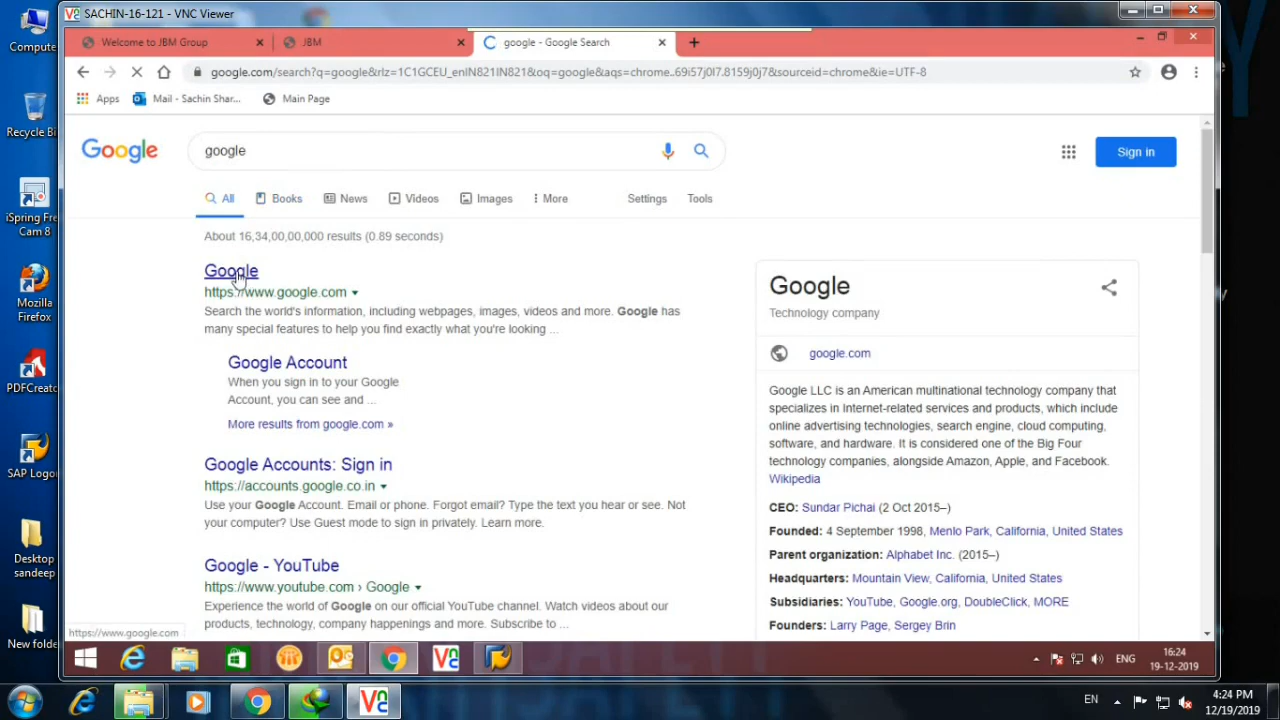 SACHIN-16-121 - VNC Viewer
Welcome to JBM Group
JBM
google - Google Search
google.com/search?q=google&rlz=1C1GCEU_enIN821IN821&oq=google&aqs=chrome..69i57j0l7.8159j0j7&sourceid=chrome&ie=UTF-8
Apps
Mail - Sachin Shar...
Main Page
Google
google
Sign in
All
Books
News
Videos
Images
More
Settings
Tools
About 16,34,00,00,000 results (0.89 seconds)
Google
https://www.google.com
Search the world's information, including webpages, images, videos and more. Google has
many special features to help you find exactly what you're looking ...
Google Account
When you sign in to your Google
Account, you can see and ...
More results from google.com »
Google Accounts: Sign in
https://accounts.google.co.in
Use your Google Account. Email or phone. Forgot email? Type the text you hear or see. Not
your computer? Use Guest mode to sign in privately. Learn more.
Google - YouTube
https://www.youtube.com › Google
Experience the world of Google on our official YouTube channel. Watch videos about our
products, technology, company happenings and more. Subscribe to ...
https://www.google.com
Google
Technology company
google.com
Google LLC is an American multinational technology company that
specializes in Internet-related services and products, which include
online advertising technologies, search engine, cloud computing,
software, and hardware. It is considered one of the Big Four
technology companies, alongside Amazon, Apple, and Facebook.
Wikipedia
CEO: Sundar Pichai (2 Oct 2015–)
Founded: 4 September 1998, Menlo Park, California, United States
Parent organization: Alphabet Inc. (2015–)
Headquarters: Mountain View, California, United States
Subsidiaries: YouTube, Google.org, DoubleClick, MORE
Founders: Larry Page, Sergey Brin
Compute
Recycle Bi
iSpring Fre
Cam 8
Mozilla
Firefox
PDFCreato
SAP Logon
Desktop
sandeep
New folde
ENG
16:24
19-12-2019
EN
4:24 PM
12/19/2019